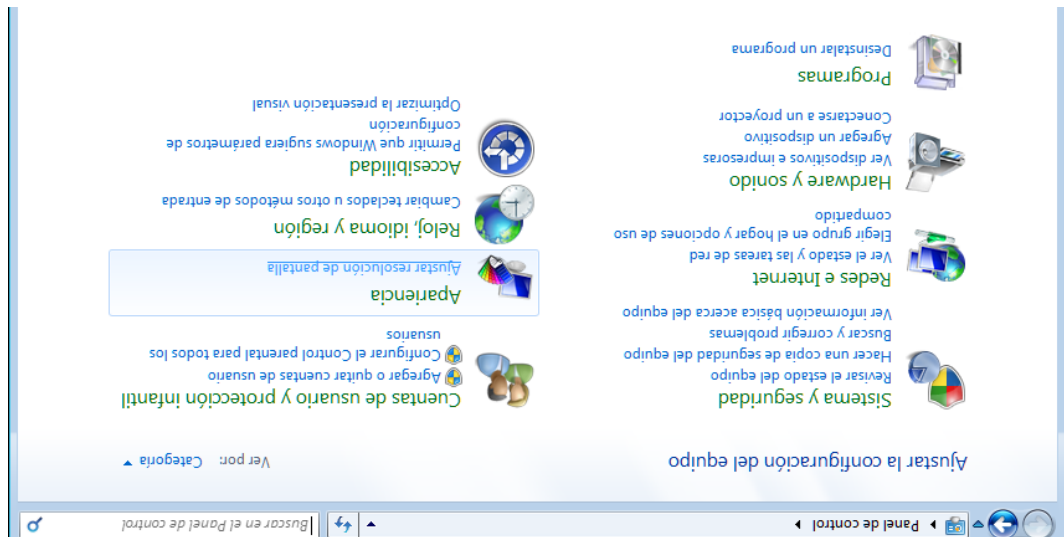 Panel de control
Buscar en el Panel de control
Ajustar la configuración del equipo
Ver por: Categoría
Sistema y seguridad
Revisar el estado del equipo
Hacer una copia de seguridad del equipo
Buscar y corregir problemas
Ver información básica acerca del equipo
Redes e Internet
Ver el estado y las tareas de red
Elegir grupo en el hogar y opciones de uso
compartido
Hardware y sonido
Ver dispositivos e impresoras
Agregar un dispositivo
Conectarse a un proyector
Programas
Desinstalar un programa
Cuentas de usuario y protección infantil
Agregar o quitar cuentas de usuario
Configurar el Control parental para todos los
usuarios
Apariencia
Ajustar resolución de pantalla
Reloj, idioma y región
Cambiar teclados u otros métodos de entrada
Accesibilidad
Permitir que Windows sugiera parámetros de
configuración
Optimizar la presentación visual